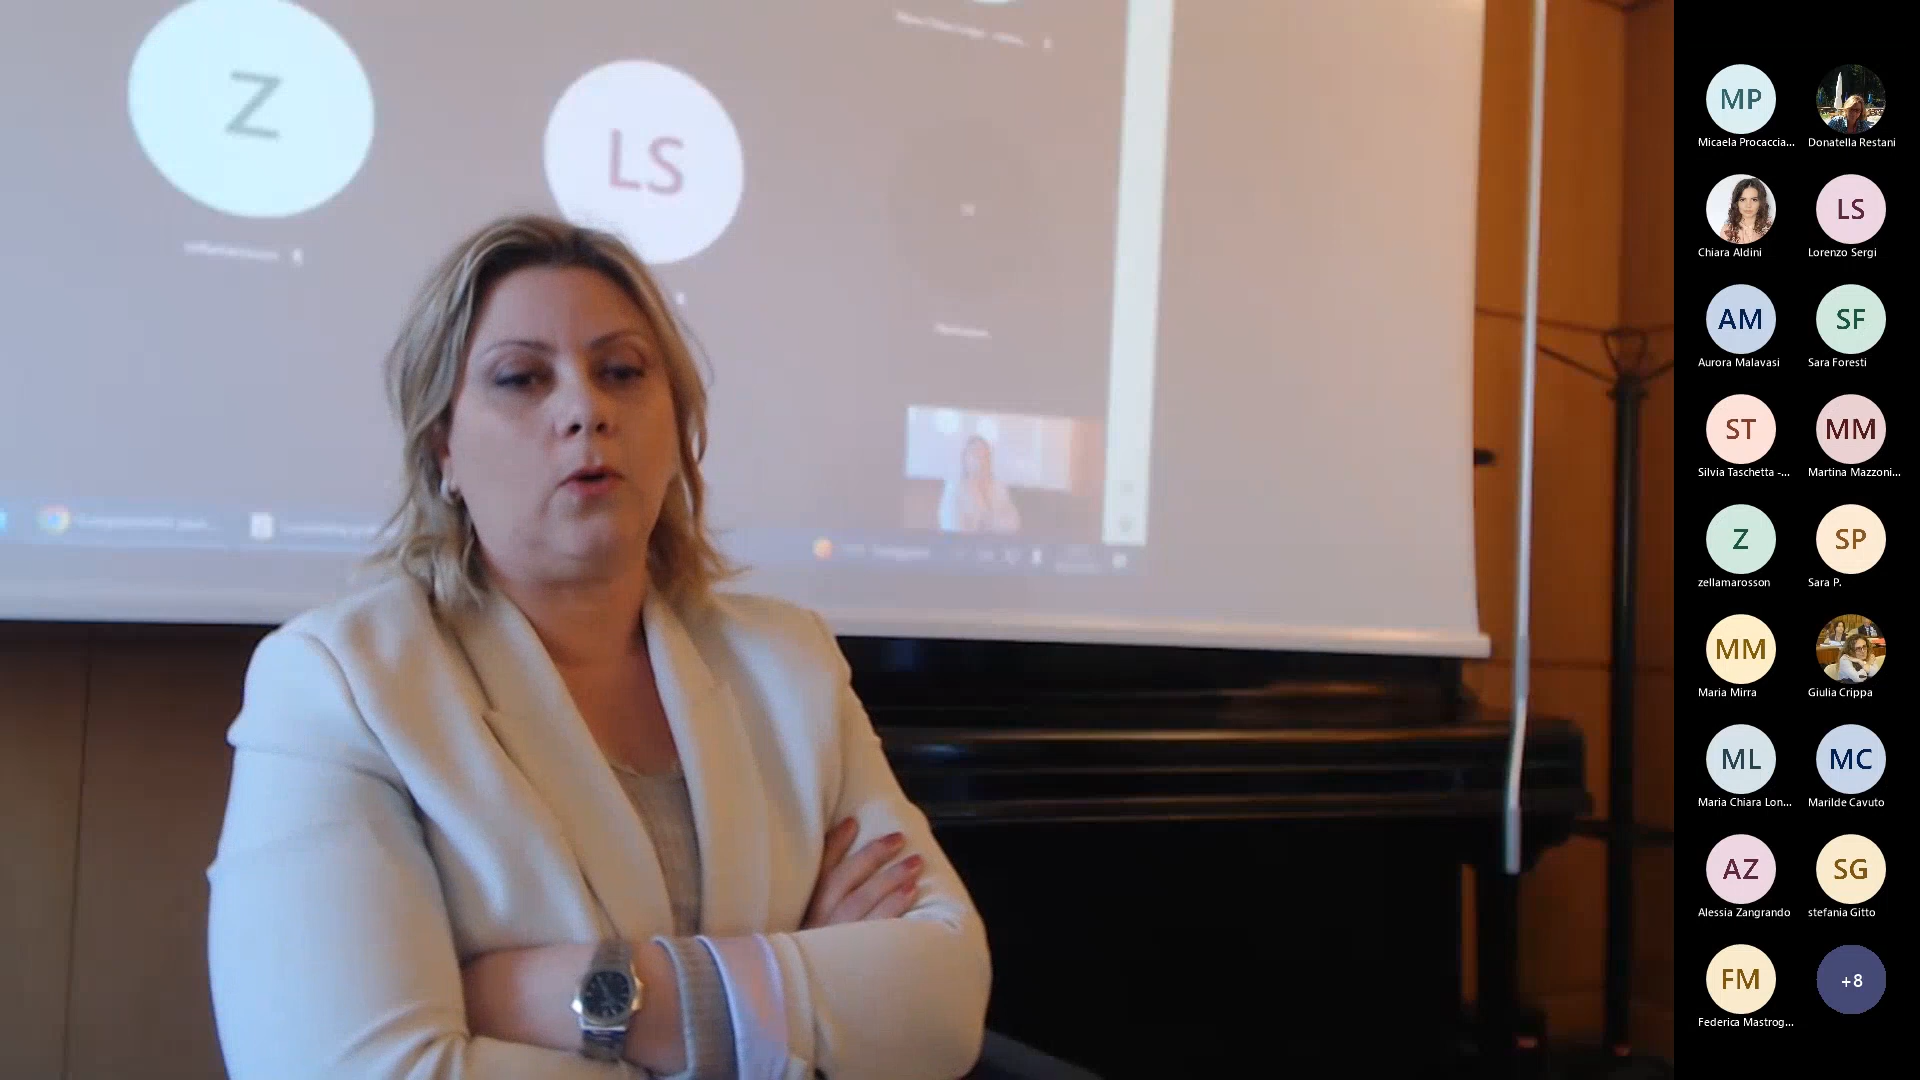 Z
LS
MP
Micaela Procaccia...
Donatella Restani
Chiara Aldini
LS
Lorenzo Sergi
AM
Aurora Malavasi
SF
Sara Foresti
ST
Silvia Taschetta -...
MM
Martina Mazzoni...
Z
zellamarosson
SP
Sara P.
MM
Maria Mirra
Giulia Crippa
ML
Maria Chiara Lon...
MC
Marilde Cavuto
AZ
Alessia Zangrando
SG
stefania Gitto
FM
Federica Mastrog...
+8